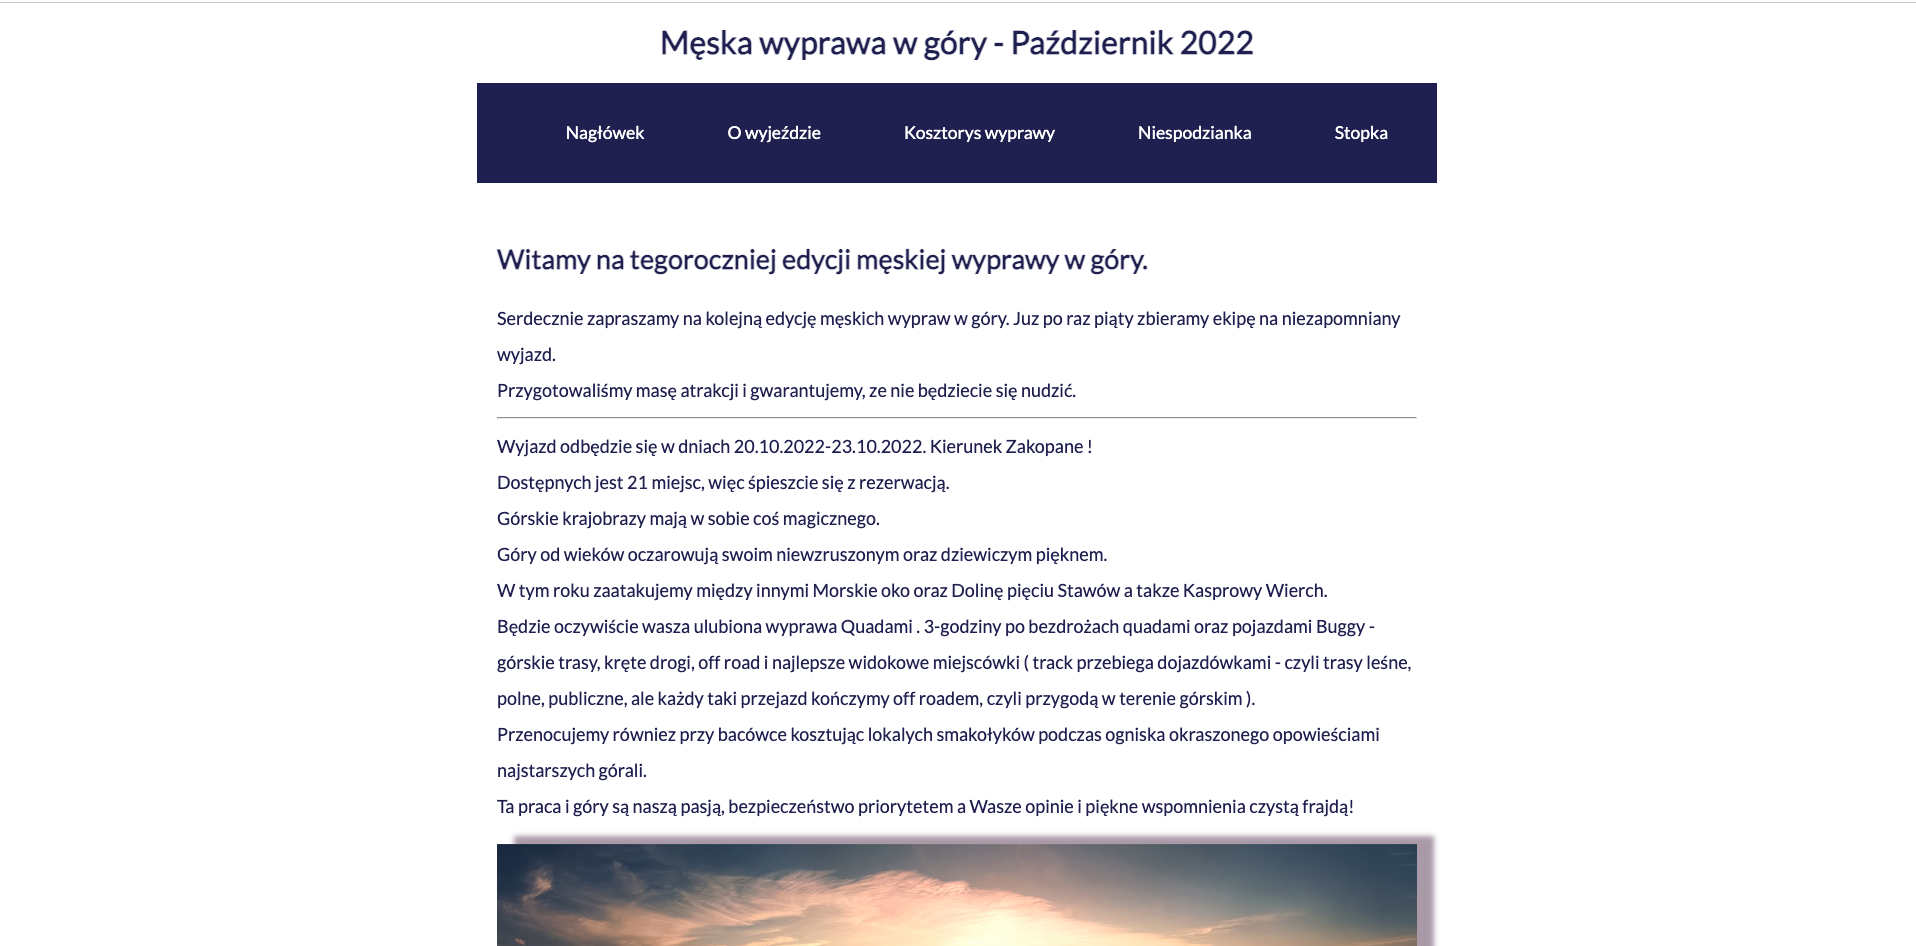 Męska wyprawa w góry - Październik 2022
Nagłówek O wyjeździe Kosztorys wyprawy Niespodzianka Stopka
Witamy na tegoroczniej edycji męskiej wyprawy w góry.
Serdecznie zapraszamy na kolejną edycję męskich wypraw w góry. Juz po raz piąty zbieramy ekipę na niezapomniany
wyjazd.
Przygotowaliśmy masę atrakcji i gwarantujemy, ze nie będziecie się nudzić.
Wyjazd odbędzie się w dniach 20.10.2022-23.10.2022. Kierunek Zakopane !
Dostępnych jest 21 miejsc, więc śpieszcie się z rezerwacją.
Górskie krajobrazy mają w sobie coś magicznego.
Góry od wieków oczarowują swoim niewzruszonym oraz dziewiczym pięknem.
W tym roku zaatakujemy między innymi Morskie oko oraz Dolinę pięciu Stawów a takze Kasprowy Wierch.
Będzie oczywiście wasza ulubiona wyprawa Quadami . 3-godziny po bezdrożach quadami oraz pojazdami Buggy -
górskie trasy, kręte drogi, off road i najlepsze widokowe miejscówki ( track przebiega dojazdówkami - czyli trasy leśne,
polne, publiczne, ale każdy taki przejazd kończymy off roadem, czyli przygodą w terenie górskim ).
Przenocujemy równiez przy bacówce kosztując lokalych smakołyków podczas ogniska okraszonego opowieściami
najstarszych górali.
Ta praca i góry są naszą pasją, bezpieczeństwo priorytetem a Wasze opinie i piękne wspomnienia czystą frajdą!